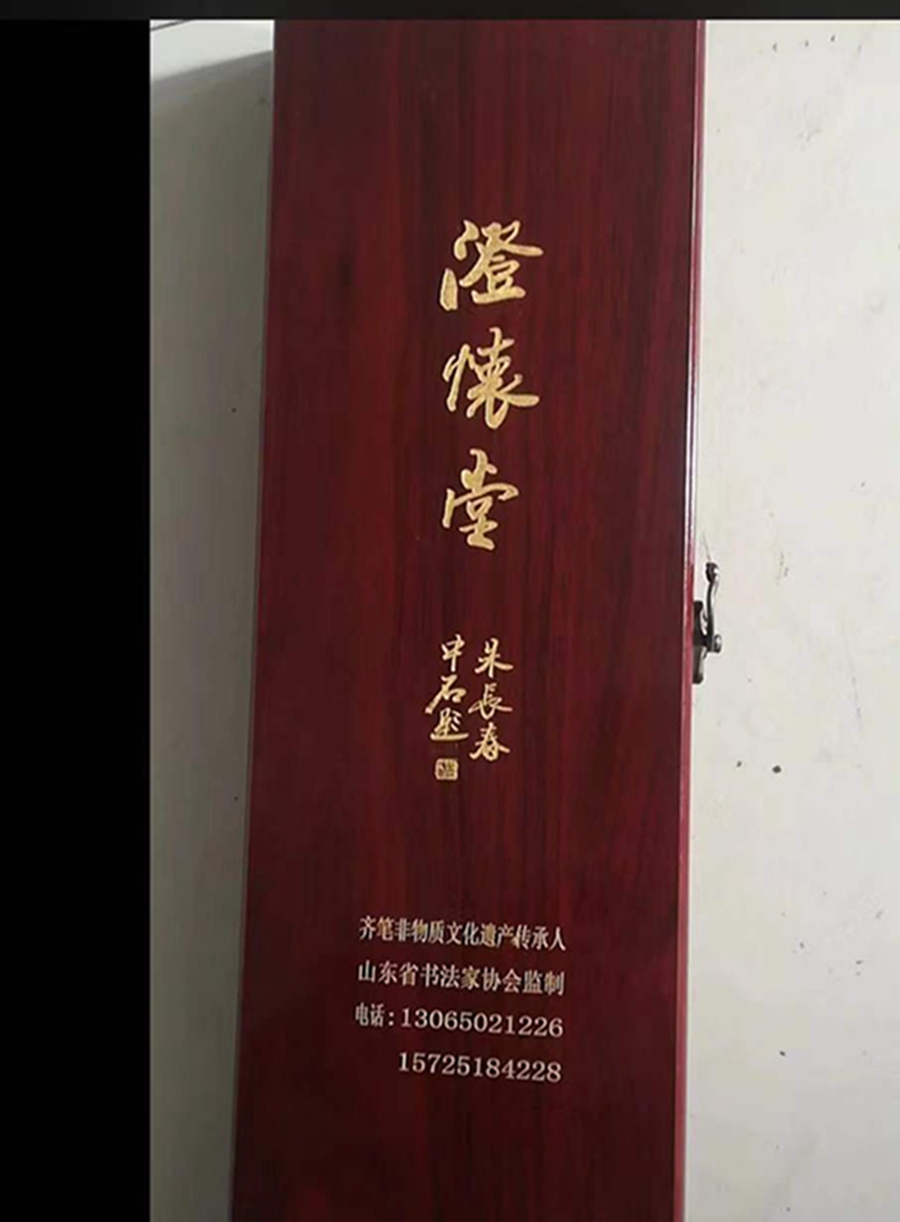 澄懷堂
朱長春
中石題
齐笔非物质文化遗产传承人
山东省书法家协会监制
电话:13065021226
15725184228